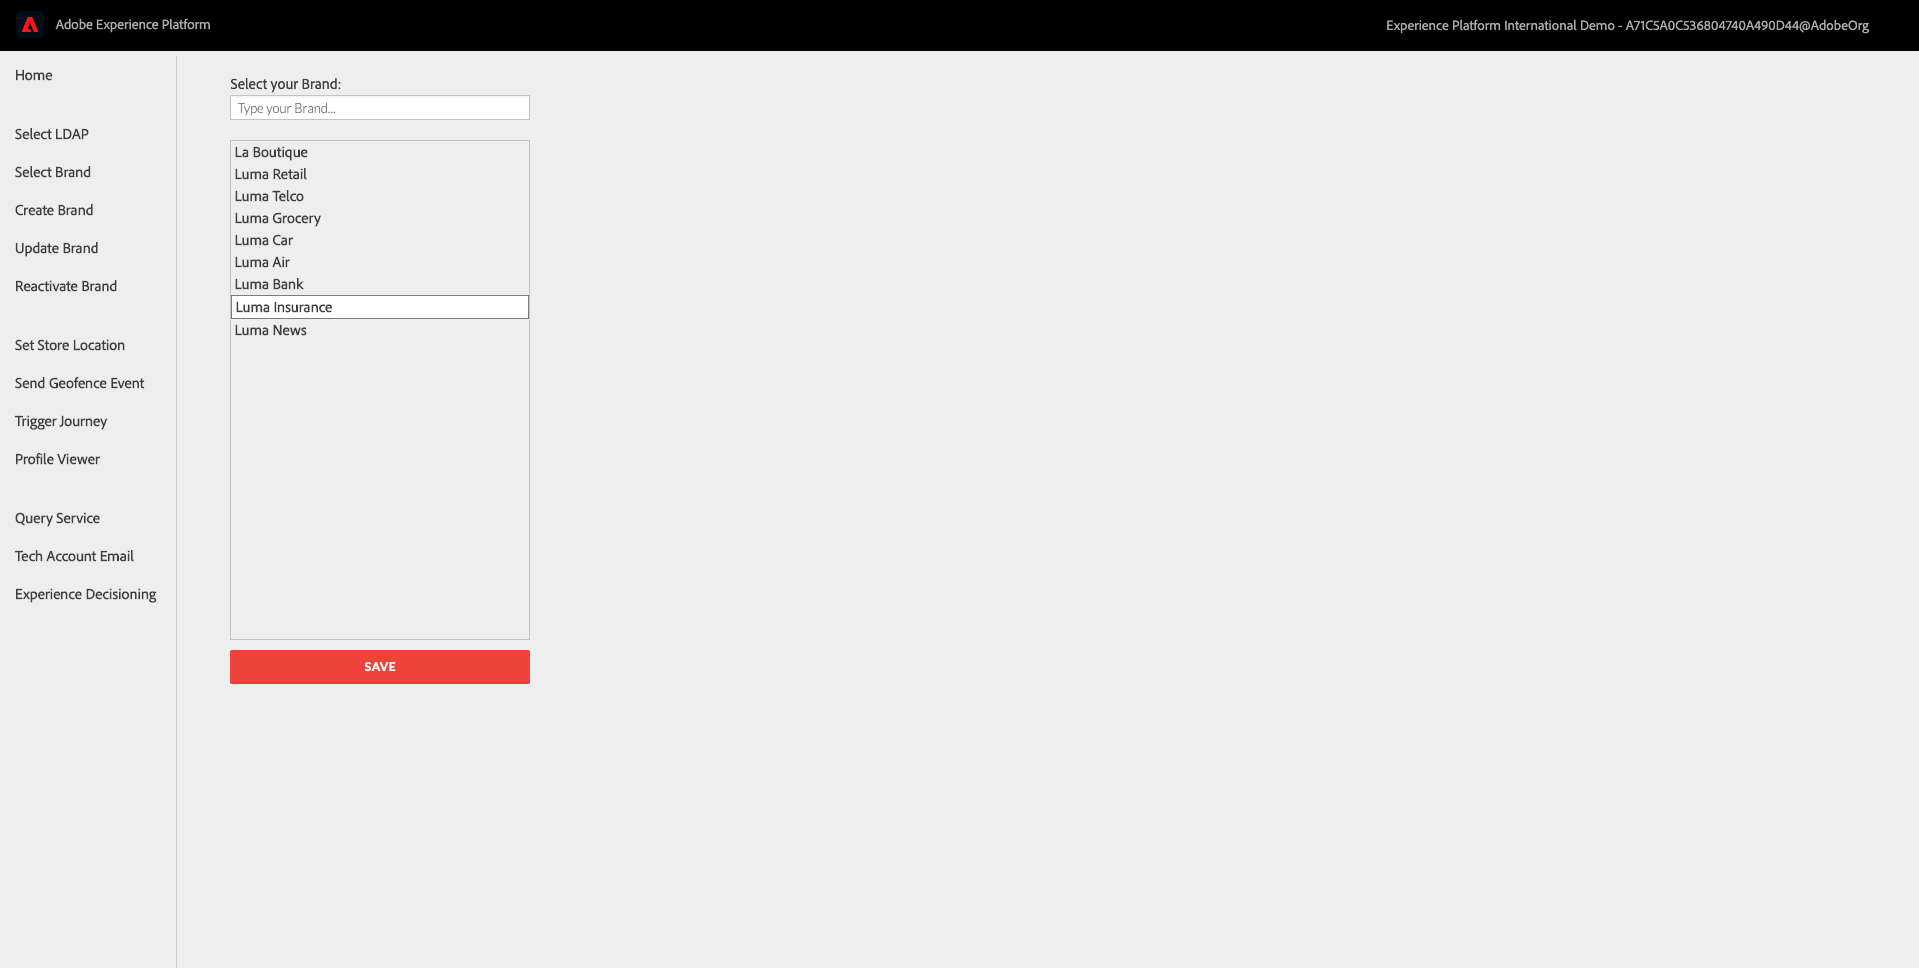 Adobe Experience Platform
Experience Platform International Demo - A71C5A0C536804740A490D44@AdobeOrg
Home
Select LDAP
Select Brand
Create Brand
Update Brand
Reactivate Brand
Set Store Location
Send Geofence Event
Trigger Journey
Profile Viewer
Query Service
Tech Account Email
Experience Decisioning
Select your Brand:
Type your Brand...
La Boutique
Luma Retail
Luma Telco
Luma Grocery
Luma Car
Luma Air
Luma Bank
Luma Insurance
Luma News
SAVE